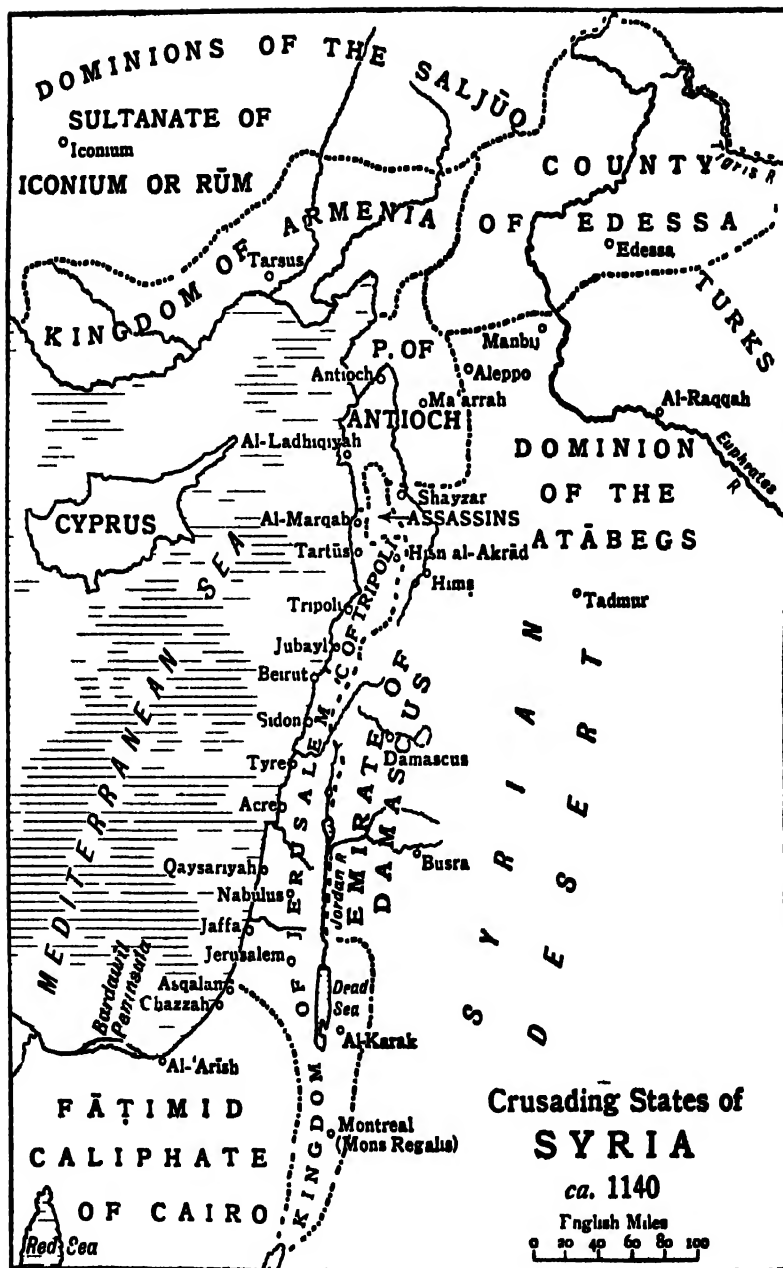 DOMINIONS OF THE SALJŪQ
SULTANATE OF
Iconium
ICONIUM OR RŪM
COUNTY
Tigris R
OF EDESSA
Edessa
KINGDOM OF ARMENIA
Tarsus
TURKS
Manbij
P. OF
Antioch
Aleppo
Ma'arrah
ANTIOCH
Al-Raqqah
Al-Ladhiqiyah
Euphrates
R
DOMINION
OF THE
ATĀBEGS
Shayzar
CYPRUS
Al-Marqab
ASSASSINS
Tartūs
Hisn al-Akrād
Hims
Tadmur
C. OF TRIPOLI
Tripoli
Jubayl
Beirut
MEDITERRANEAN SEA
Sidon
EMIRATE OF
DAMASCUS
Damascus
Tyre
Acre
SYRIAN
DESERT
Busra
Qaysariyah
Nabulus
Jordan R
Jaffa
Jerusalem
KINGDOM OF JERUSALEM
Bardawil
Peninsula
Asqalan
Dead
Sea
Ghazzah
Al-Karak
Al-'Arīsh
FĀṬIMID
CALIPHATE
OF CAIRO
Montreal
(Mons Regalis)
Red Sea
Crusading States of
SYRIA
ca. 1140
English Miles
0 20 40 60 80 100